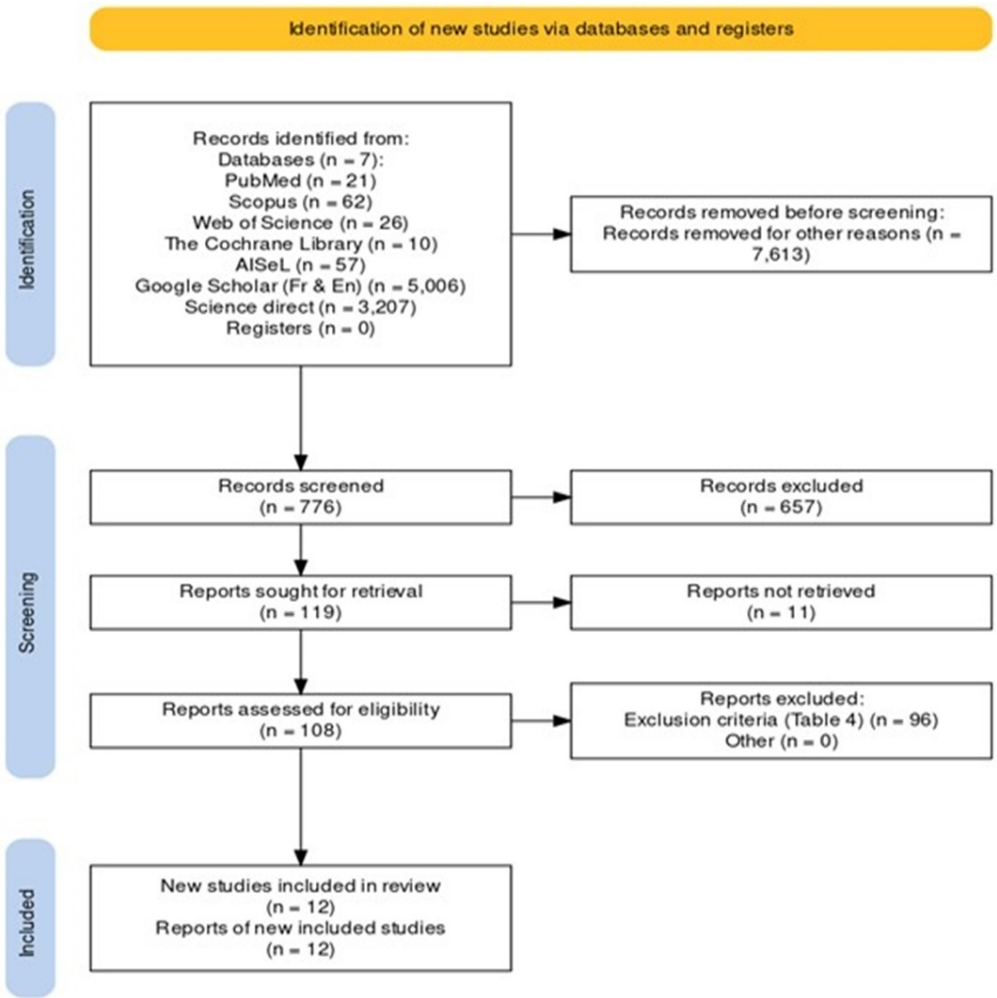 Identification of new studies via databases and registers
Identification
Records identified from:
Databases (n = 7):
PubMed (n = 21)
Scopus (n = 62)
Web of Science (n = 26)
The Cochrane Library (n = 10)
AISeL (n = 57)
Google Scholar (Fr & En) (n = 5,006)
Science direct (n = 3,207)
Registers (n = 0)
Records removed before screening:
Records removed for other reasons (n =
7,613)
Screening
Records screened
(n = 776)
Records excluded
(n = 657)
Reports sought for retrieval
(n = 119)
Reports not retrieved
(n = 11)
Reports assessed for eligibility
(n = 108)
Reports excluded:
Exclusion criteria (Table 4) (n = 96)
Other (n = 0)
Included
New studies included in review
(n = 12)
Reports of new included studies
(n = 12)